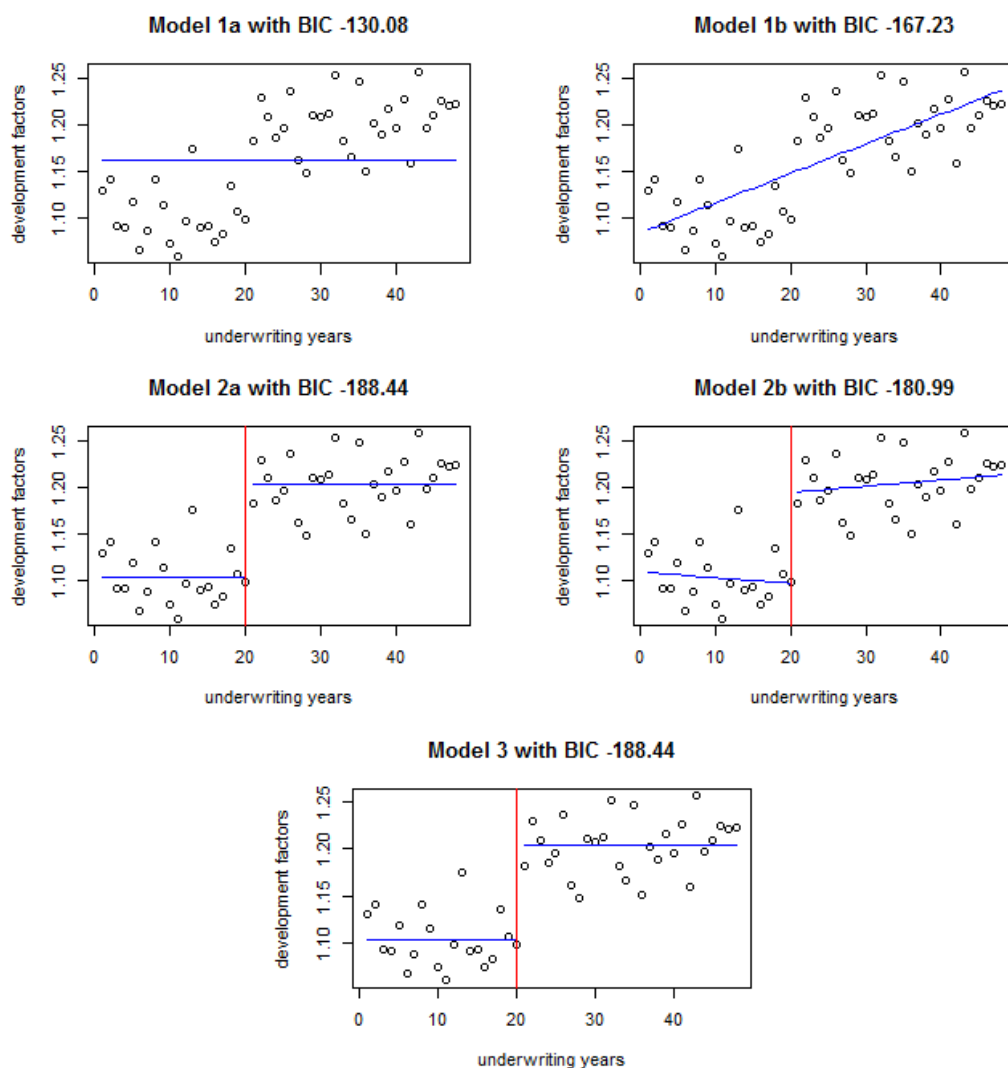 Model 1a with BIC -130.08
development factors
1.25
1.20
1.15
1.10
0 10 20 30 40
underwriting years
Model 1b with BIC -167.23
development factors
1.25
1.20
1.15
1.10
0 10 20 30 40
underwriting years
Model 2a with BIC -188.44
development factors
1.25
1.20
1.15
1.10
0 10 20 30 40
underwriting years
Model 2b with BIC -180.99
development factors
1.25
1.20
1.15
1.10
0 10 20 30 40
underwriting years
Model 3 with BIC -188.44
development factors
1.25
1.20
1.15
1.10
0 10 20 30 40
underwriting years